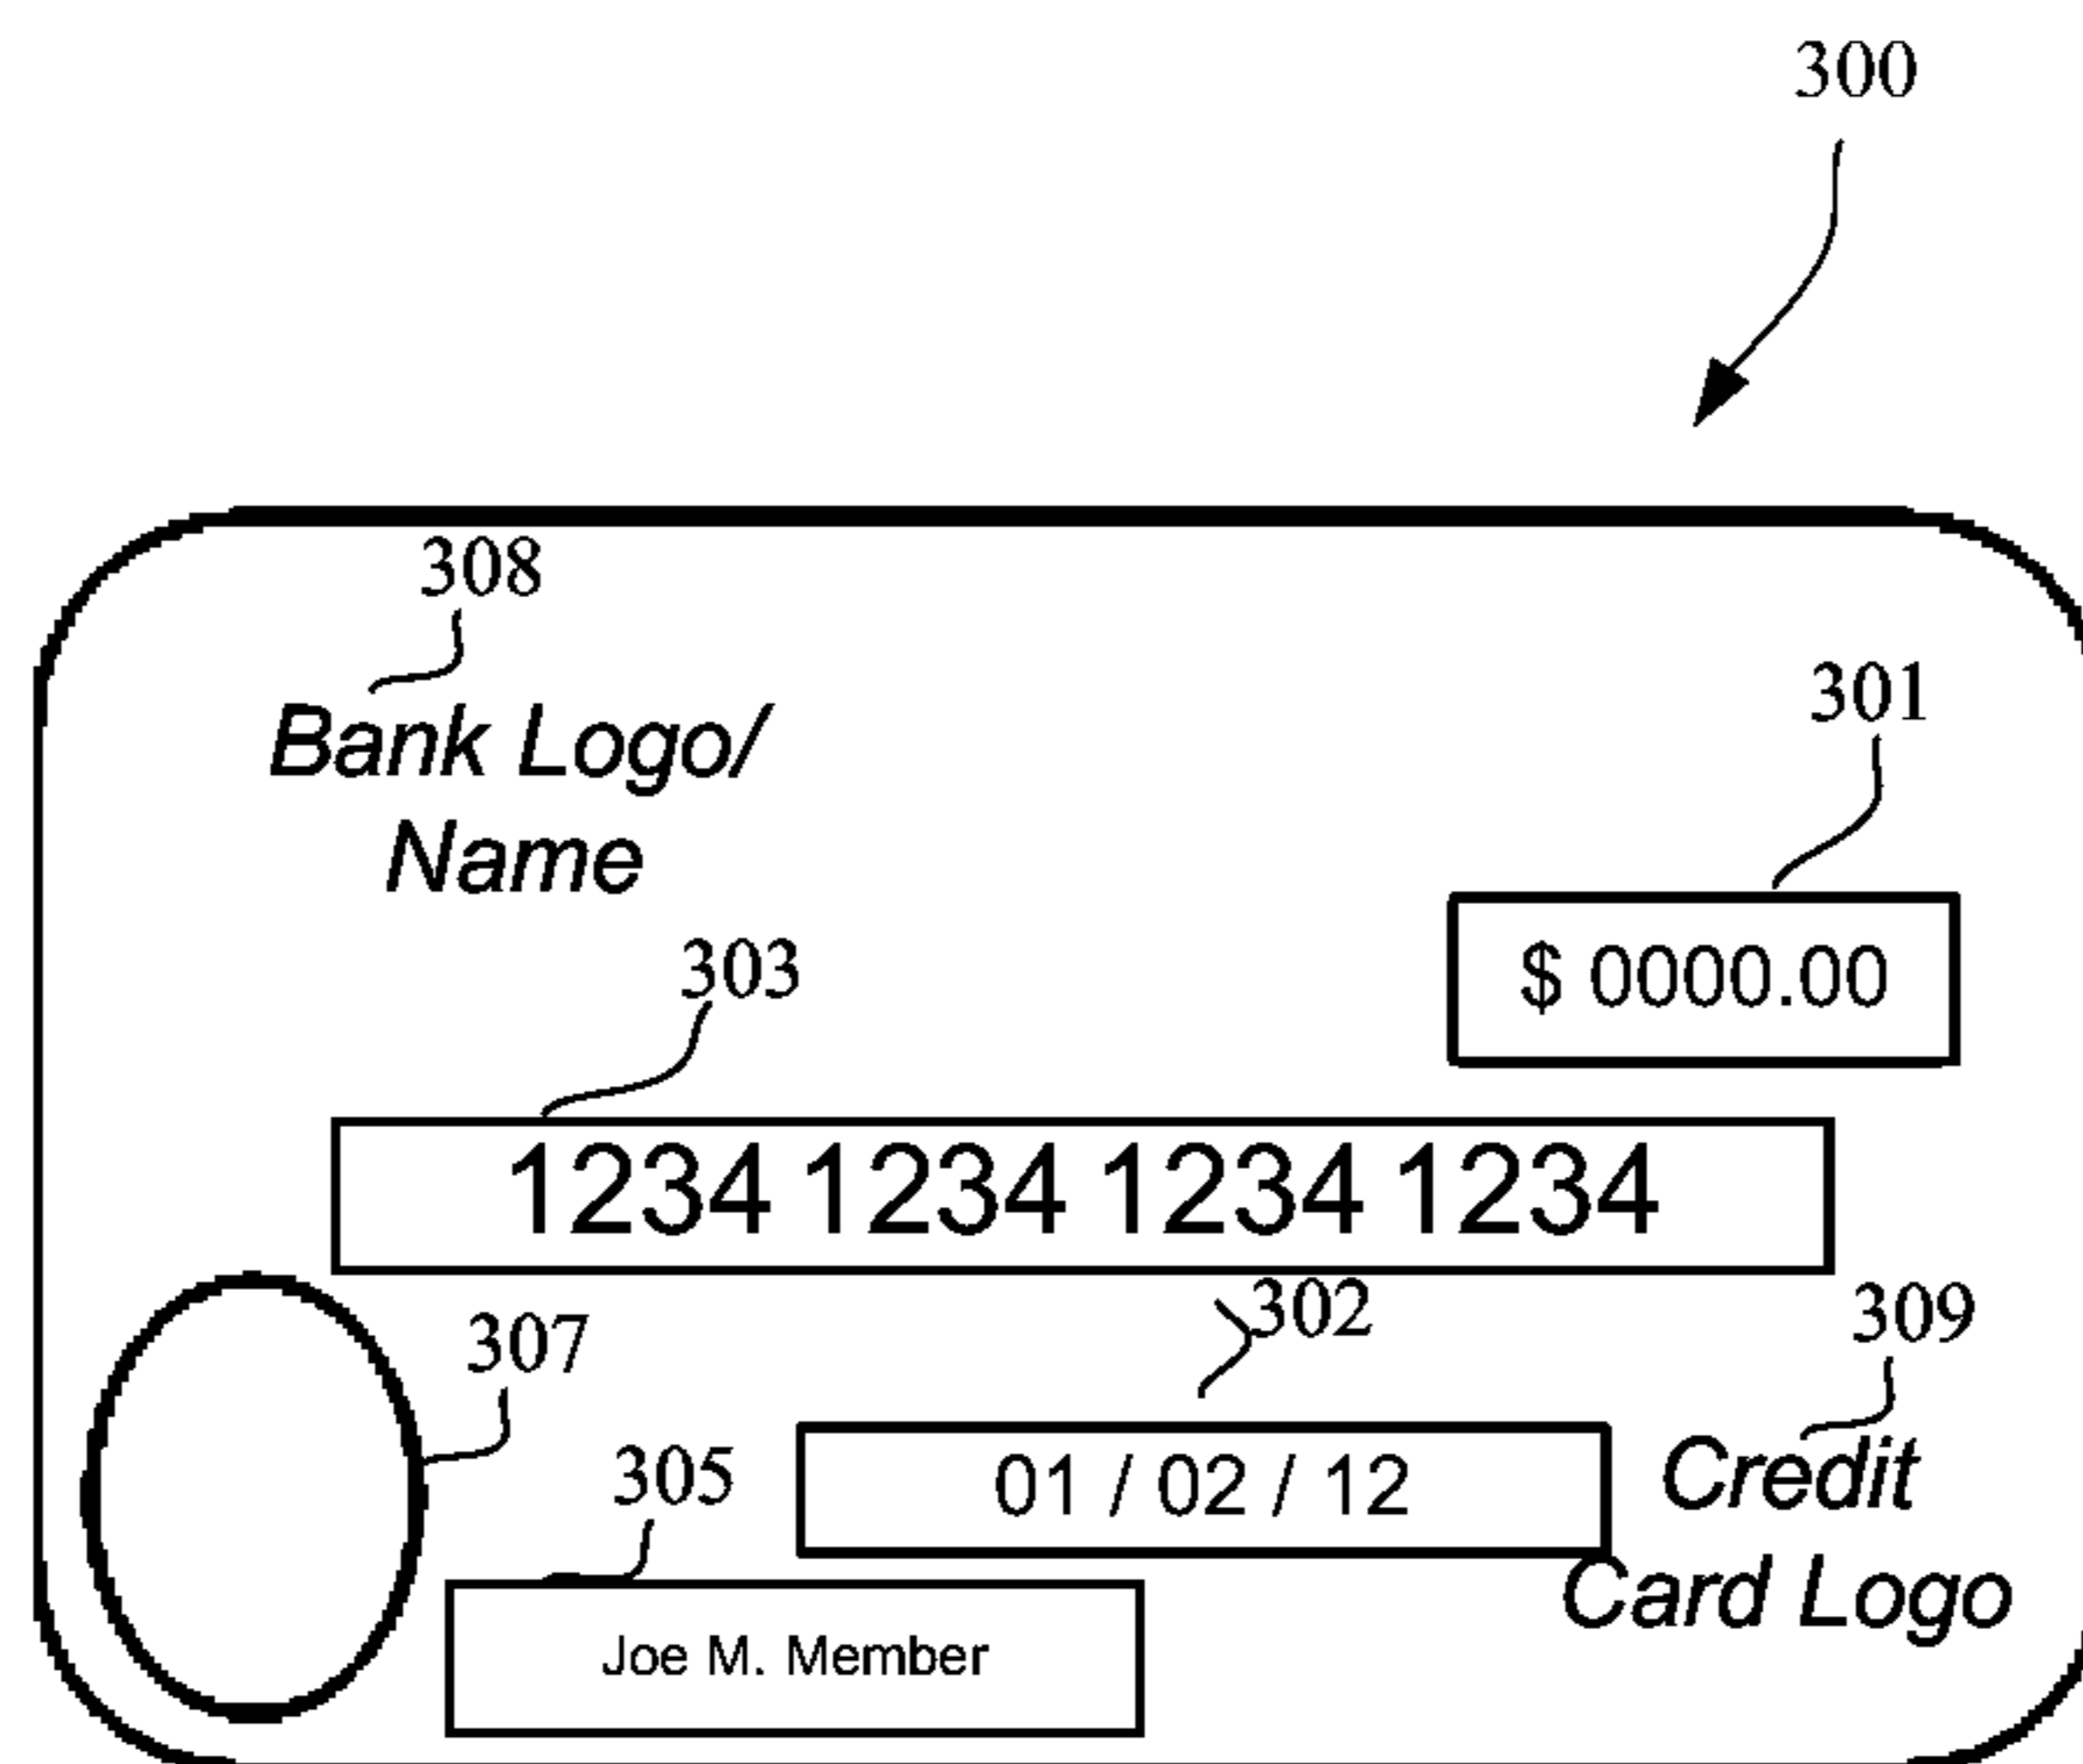 300
308
Bank Logo/
Name
301
$ 0000.00
303
1234 1234 1234 1234
302
309
307
305
01 / 02 / 12
Credit
Card Logo
Joe M. Member